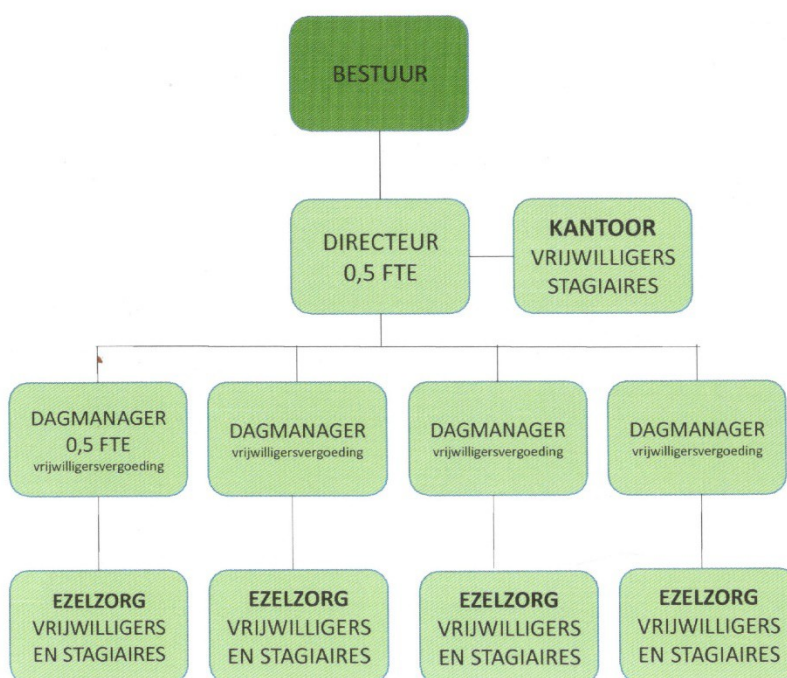 BESTUUR
DIRECTEUR
0,5 FTE
KANTOOR
VRIJWILLIGERS
STAGIAIRES
DAGMANAGER
0,5 FTE
vrijwilligersvergoeding
DAGMANAGER
vrijwilligersvergoeding
DAGMANAGER
vrijwilligersvergoeding
DAGMANAGER
vrijwilligersvergoeding
EZELZORG
VRIJWILLIGERS
EN STAGIAIRES
EZELZORG
VRIJWILLIGERS
EN STAGIAIRES
EZELZORG
VRIJWILLIGERS
EN STAGIAIRES
EZELZORG
VRIJWILLIGERS
EN STAGIAIRES